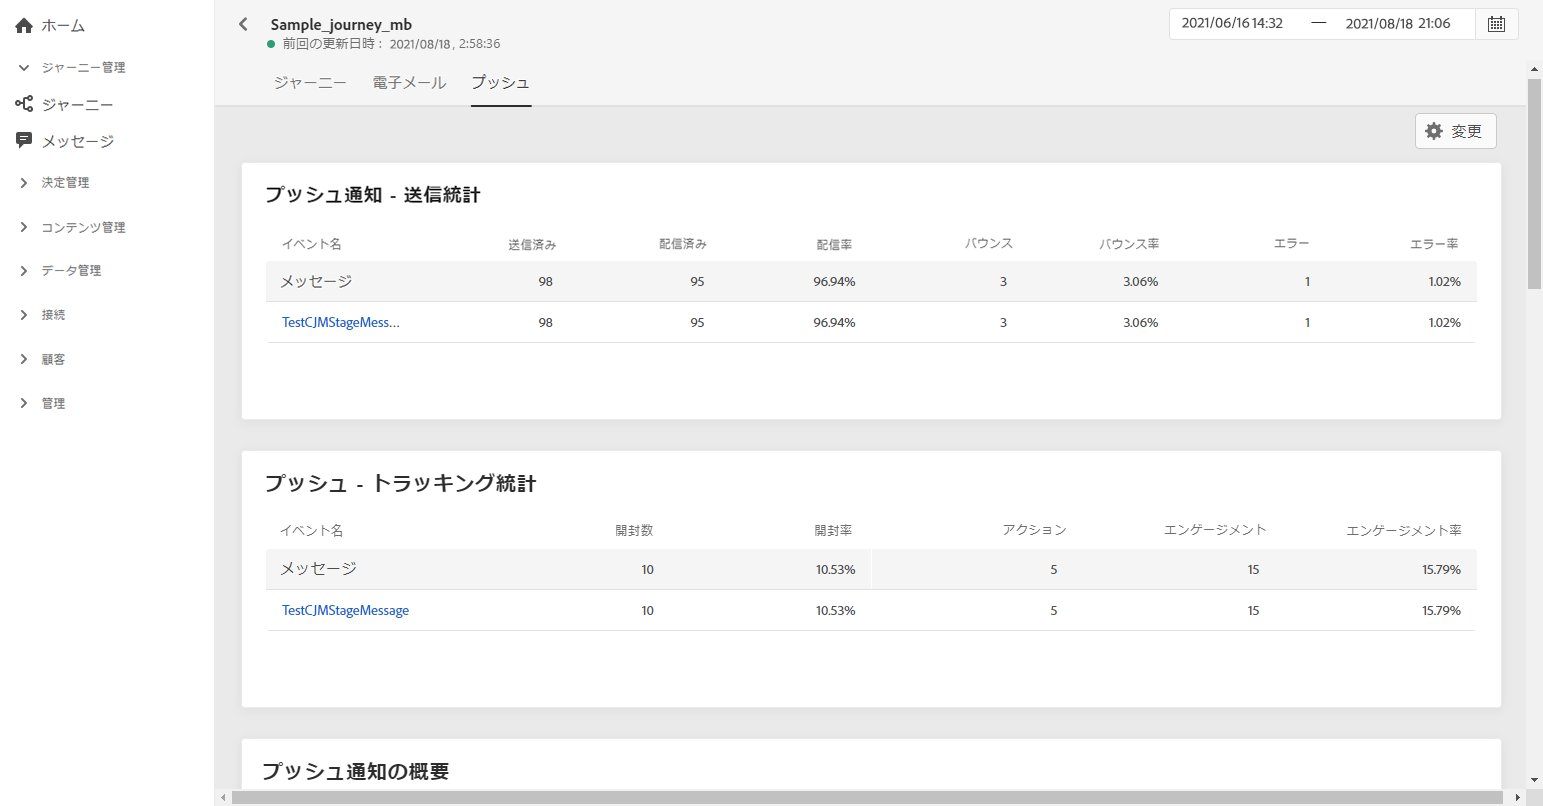 ホーム
ジャーニー管理
ジャーニー
メッセージ
決定管理
コンテンツ管理
データ管理
接続
顧客
管理
Sample_journey_mb
前回の更新日時： 2021/08/18, 2:58:36
2021/06/16 14:32 — 2021/08/18 21:06
ジャーニー 電子メール プッシュ
変更
プッシュ通知 - 送信統計
イベント名 送信済み 配信済み 配信率 バウンス バウンス率 エラー エラー率
メッセージ 98 95 96.94% 3 3.06% 1 1.02%
TestCJMStageMess... 98 95 96.94% 3 3.06% 1 1.02%
プッシュ - トラッキング統計
イベント名 開封数 開封率 アクション エンゲージメント エンゲージメント率
メッセージ 10 10.53% 5 15 15.79%
TestCJMStageMessage 10 10.53% 5 15 15.79%
プッシュ通知の概要